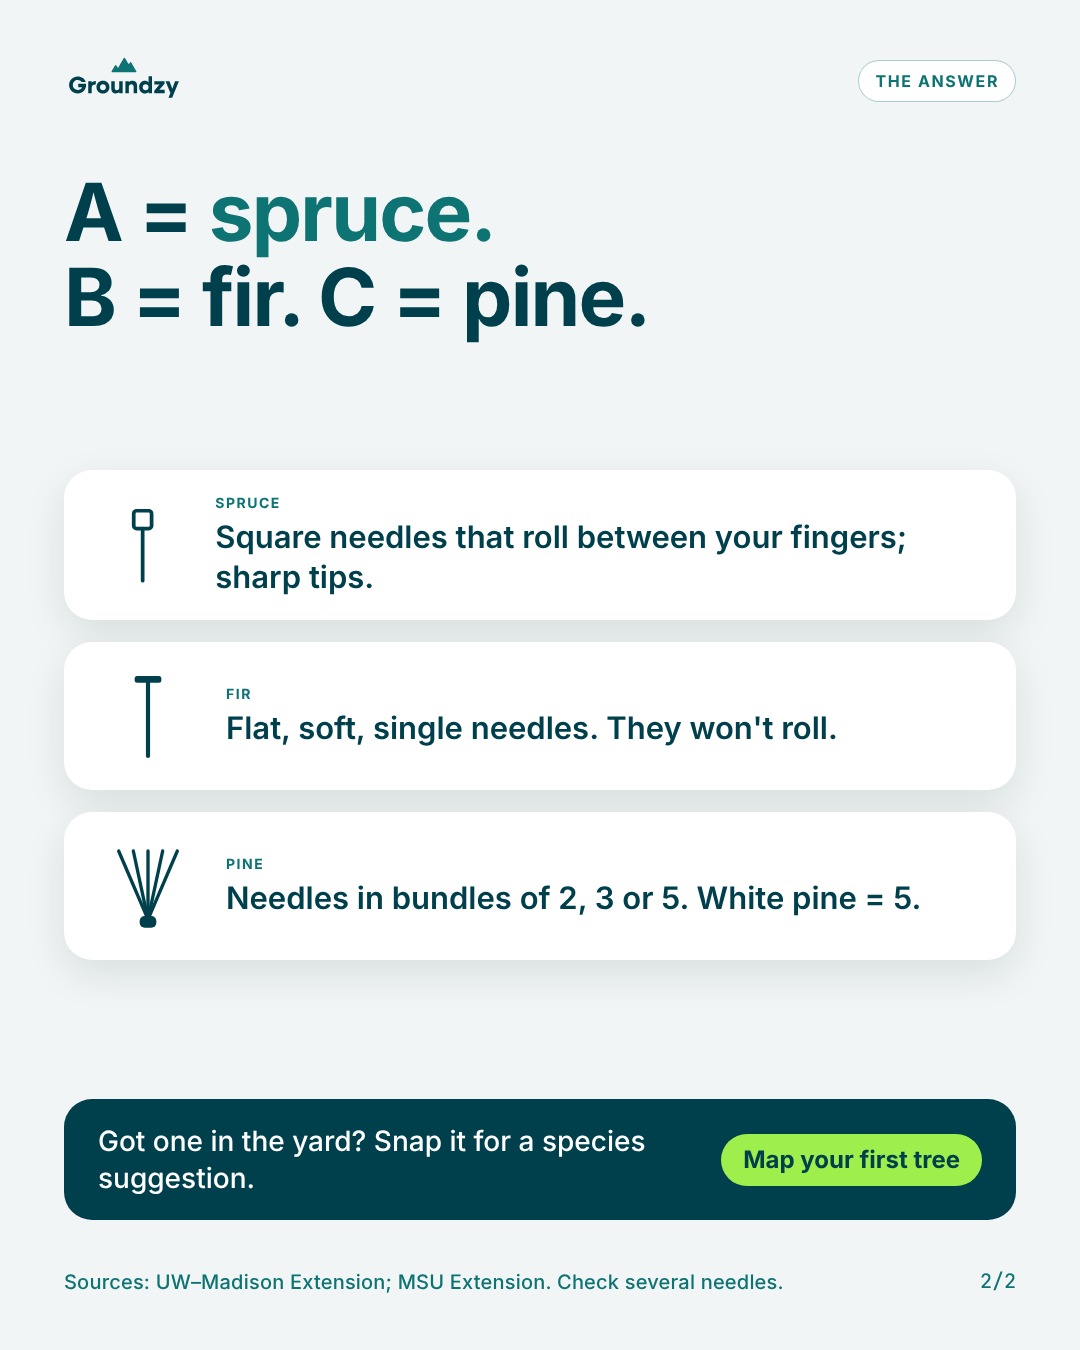 Groundzy
THE ANSWER
A = spruce.
B = fir. C = pine.
SPRUCE
Square needles that roll between your fingers;
sharp tips.
FIR
Flat, soft, single needles. They won't roll.
PINE
Needles in bundles of 2, 3 or 5. White pine = 5.
Got one in the yard? Snap it for a species
suggestion.
Map your first tree
Sources: UW–Madison Extension; MSU Extension. Check several needles.
2/2